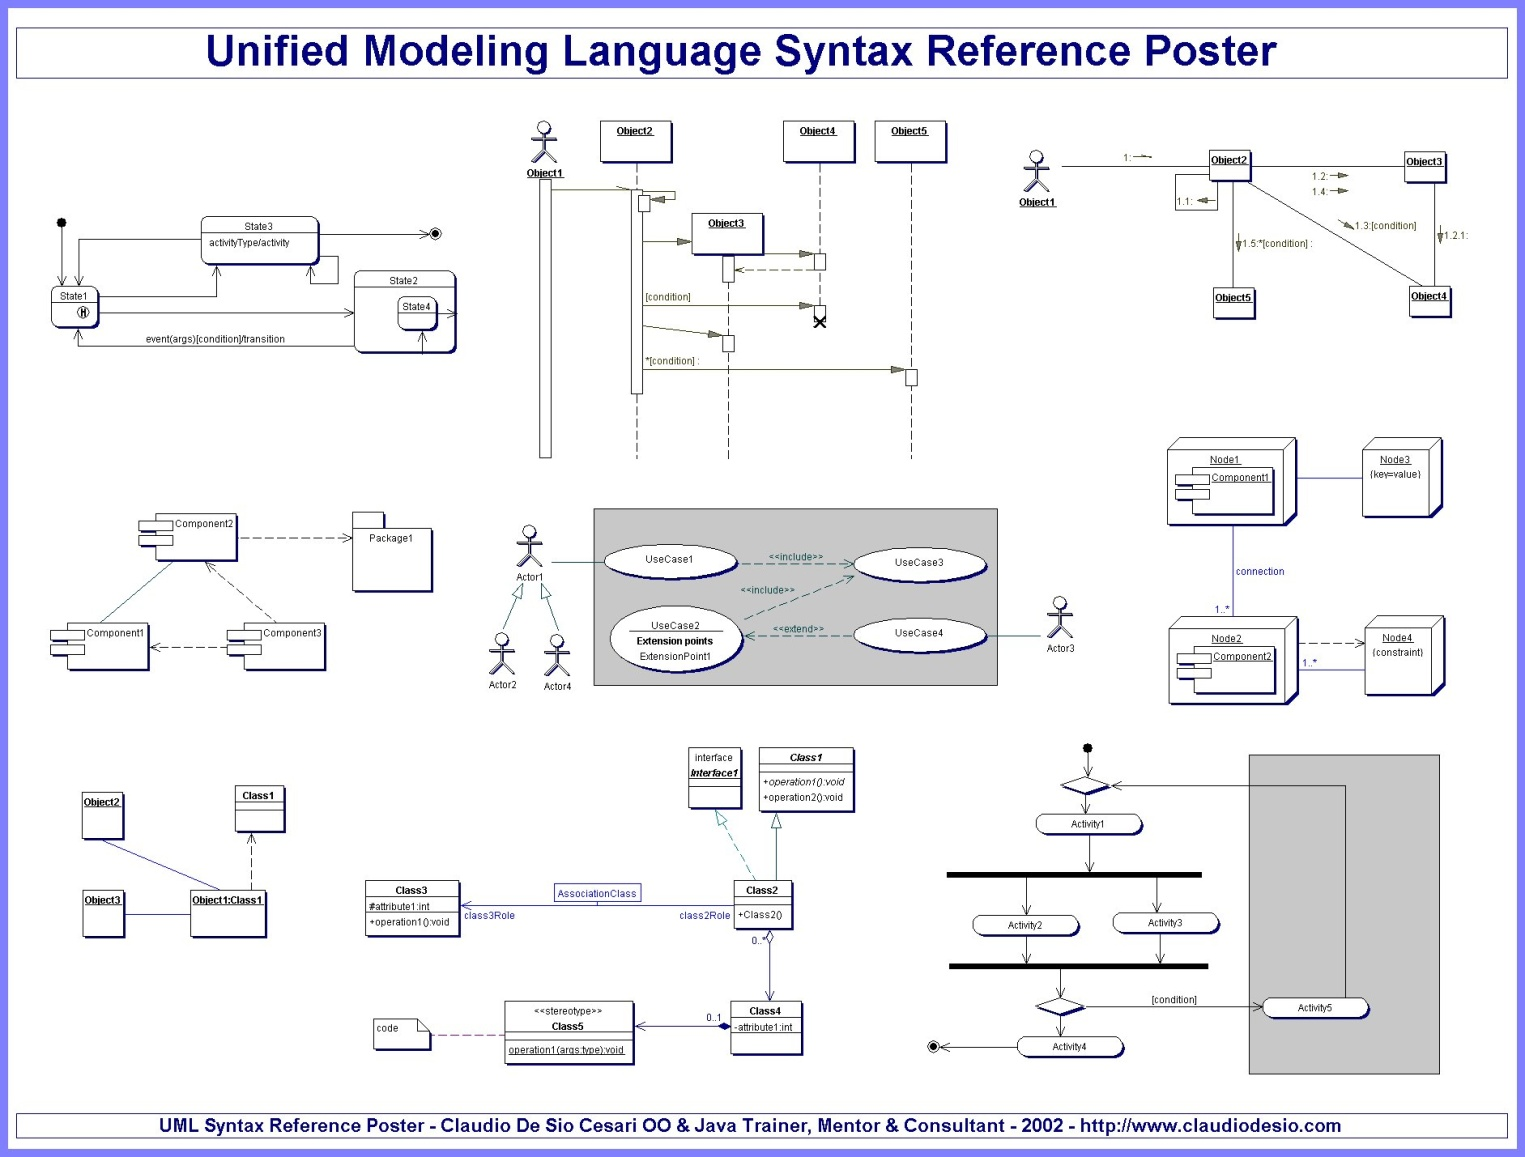 Unified Modeling Language Syntax Reference Poster
State3
activityType/activity
State1
H
State2
State4
event(args)[condition]/transition
Object1
Object2
Object4
Object5
Object3
[condition]
*[condition] :
Object1
1:
Object2
Object3
1.2:
1.4:
1.1:
1.3:[condition]
1.2.1:
1.5:*[condition] :
Object5
Object4
Component2
Package1
Component1
Component3
Actor1
Actor2
Actor4
UseCase1
<<include>>
UseCase3
<<include>>
UseCase2
Extension points
ExtensionPoint1
<<extend>>
UseCase4
Actor3
Node1
Component1
Node3
{key=value}
connection
1..*
Node2
Component2
1..*
Node4
{constraint}
Object2
Class1
Object3
Object1:Class1
interface
Interface1
Class1
+operation1():void
+operation2():void
Class3
#attribute1:int
+operation1():void
AssociationClass
class3Role
class2Role
Class2
+Class2()
0..*
code
<<stereotype>>
Class5
operation1(args:type):void
0..1
Class4
-attribute1:int
Activity1
Activity2
Activity3
[condition]
Activity5
Activity4
UML Syntax Reference Poster - Claudio De Sio Cesari OO & Java Trainer, Mentor & Consultant - 2002 - http://www.claudiodesio.com